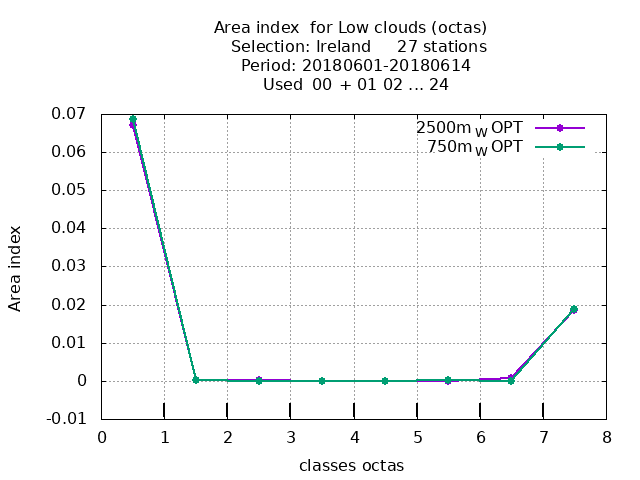 Area index  for Low clouds (octas)
Selection: Ireland     27 stations
Period: 20180601-20180614
Used  00  + 01 02 ... 24
0.07
0.06
0.05
0.04
0.03
0.02
0.01
0
-0.01
Area index
2500m W OPT
750m W OPT
0 1 2 3 4 5 6 7 8
classes octas